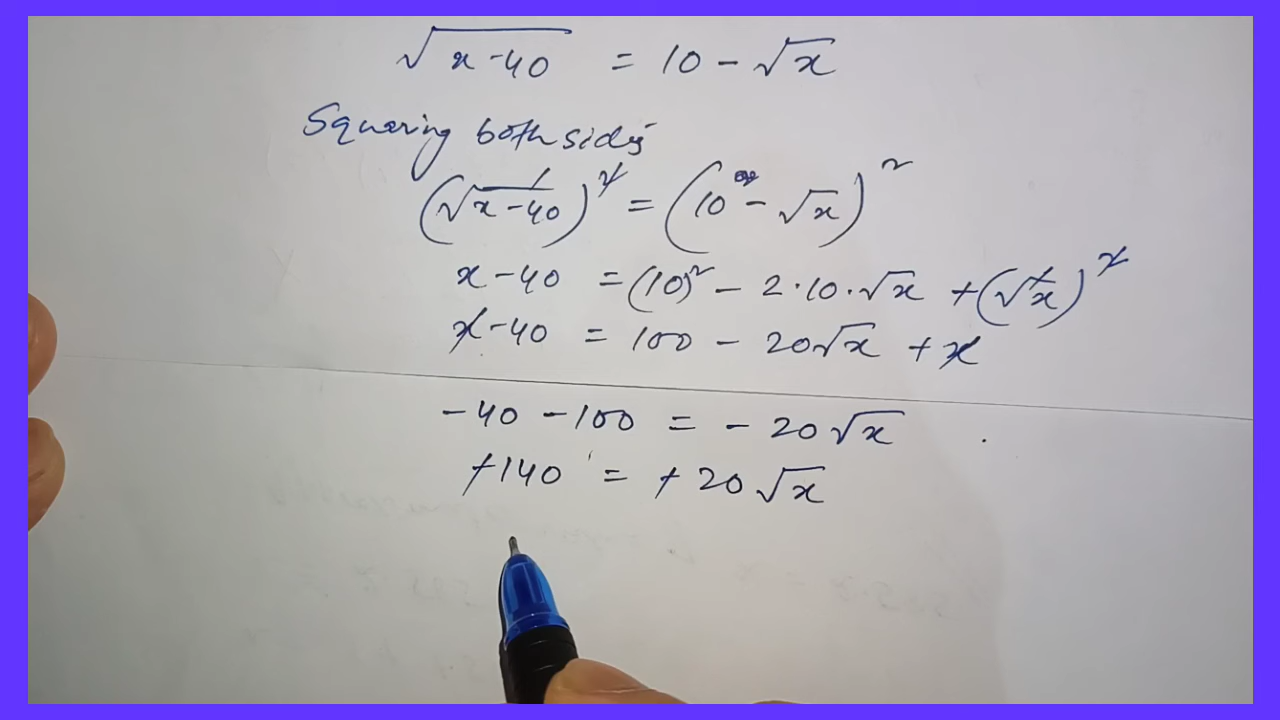 √(x-40) = 10 - √x
Squaring both sides
(√(x-40))² = (10 - √x)²
x - 40 = (10)² - 2·10·√x + (√x)²
x - 40 = 100 - 20√x + x
-40 - 100 = - 20√x
+140 = + 20√x